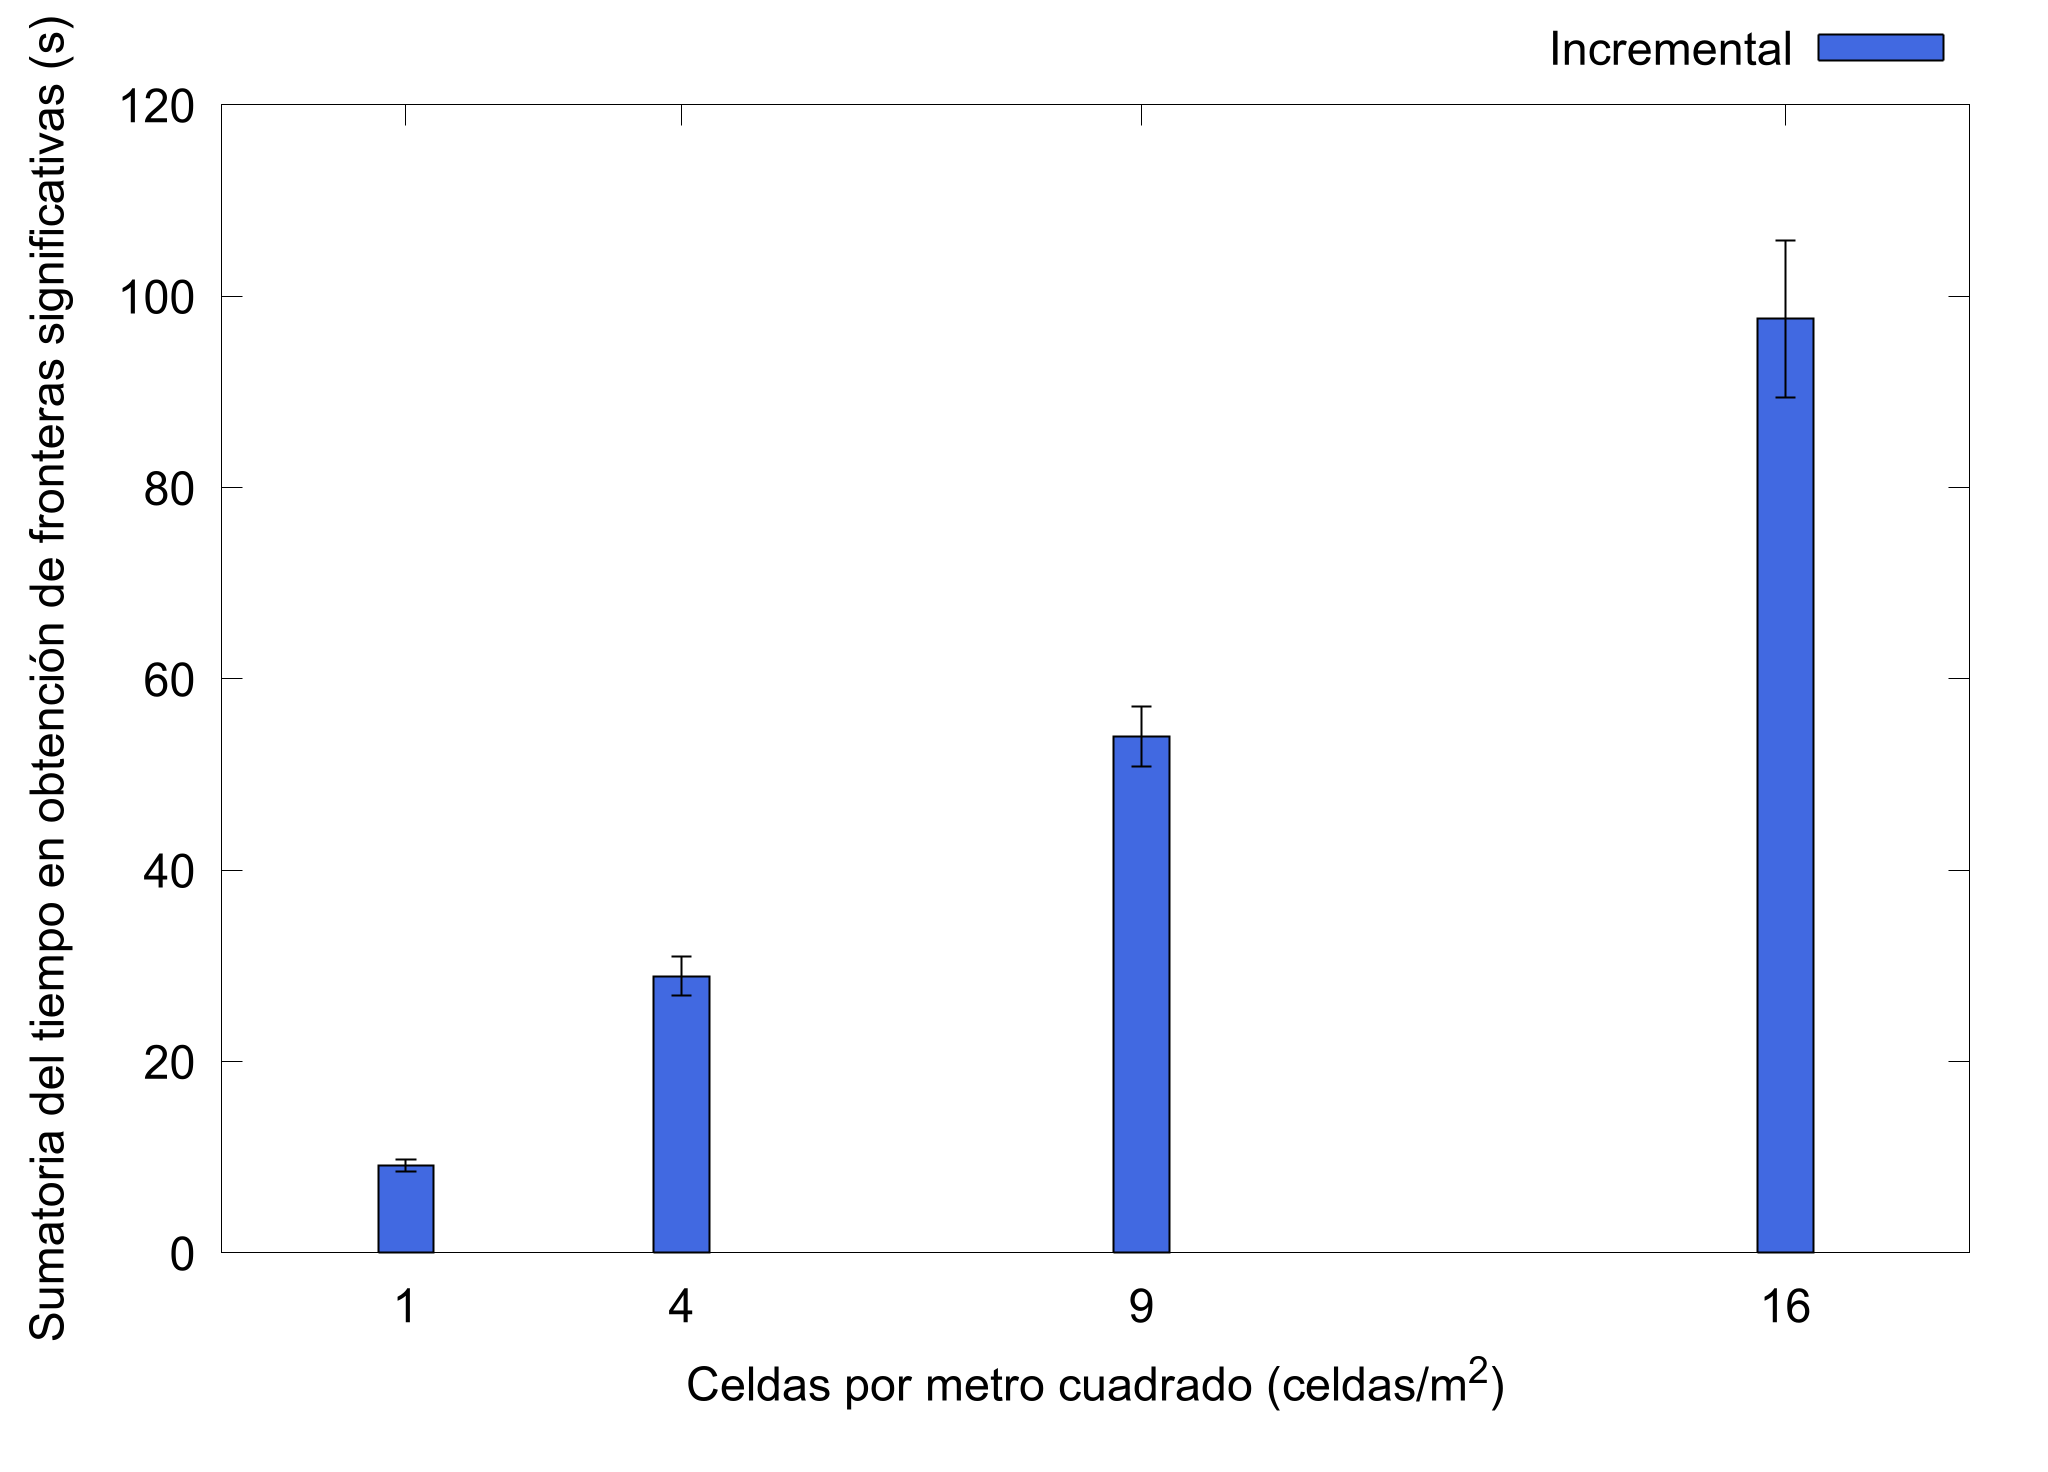 Incremental
Sumatoria del tiempo en obtención de fronteras significativas (s)
120
100
80
60
40
20
0
1 4 9 16
Celdas por metro cuadrado (celdas/m²)